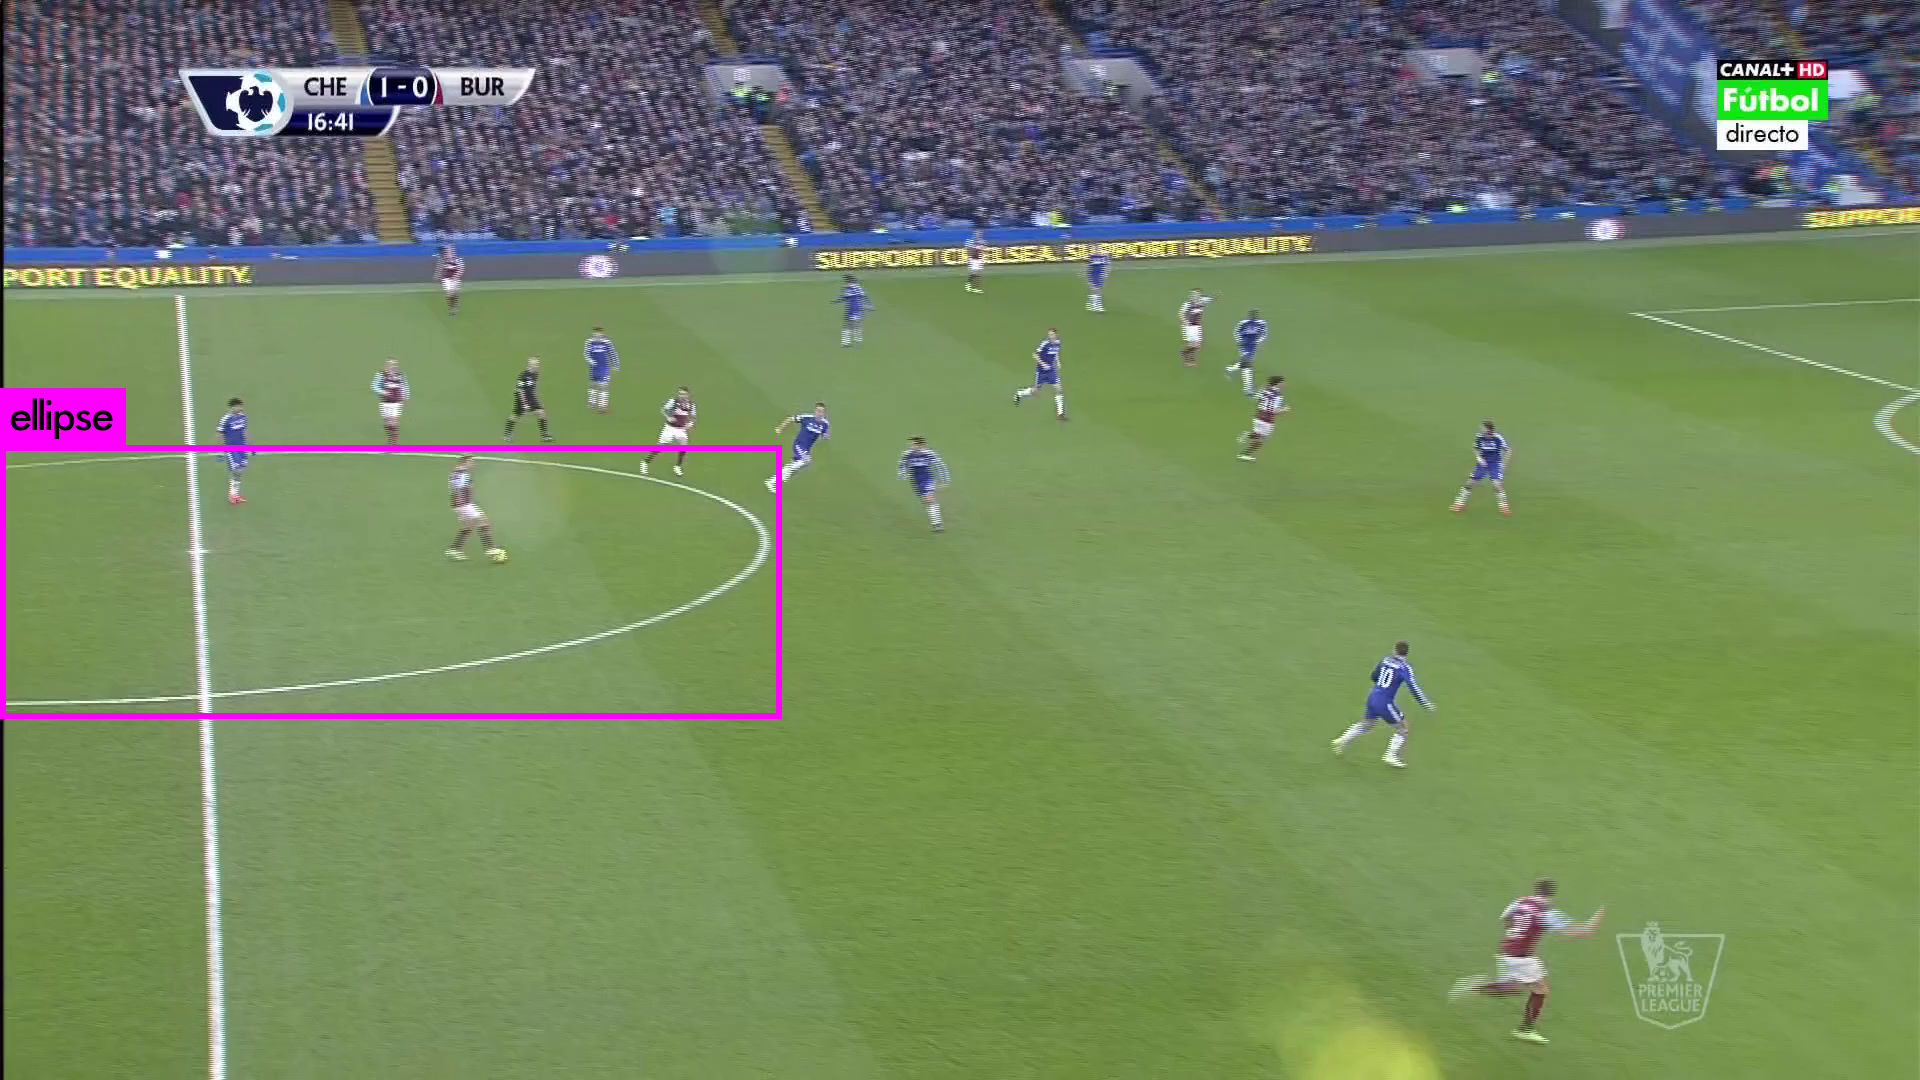 CHE 1-0 BUR
16:41
CANAL+ HD
Fútbol
directo
PORT EQUALITY.
SUPPORT CHELSEA. SUPPORT EQUALITY.
SUPPORT
ellipse
10
PREMIER
LEAGUE